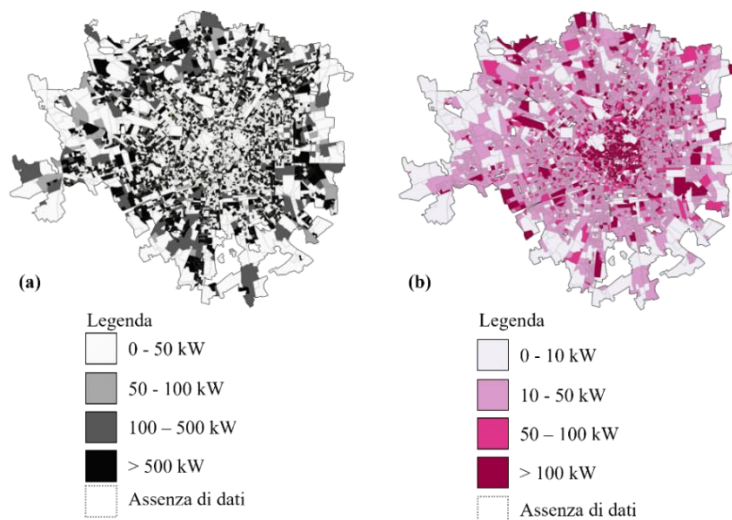 (a)
Legenda
0 - 50 kW
50 - 100 kW
100 – 500 kW
> 500 kW
Assenza di dati
(b)
Legenda
0 - 10 kW
10 - 50 kW
50 – 100 kW
> 100 kW
Assenza di dati